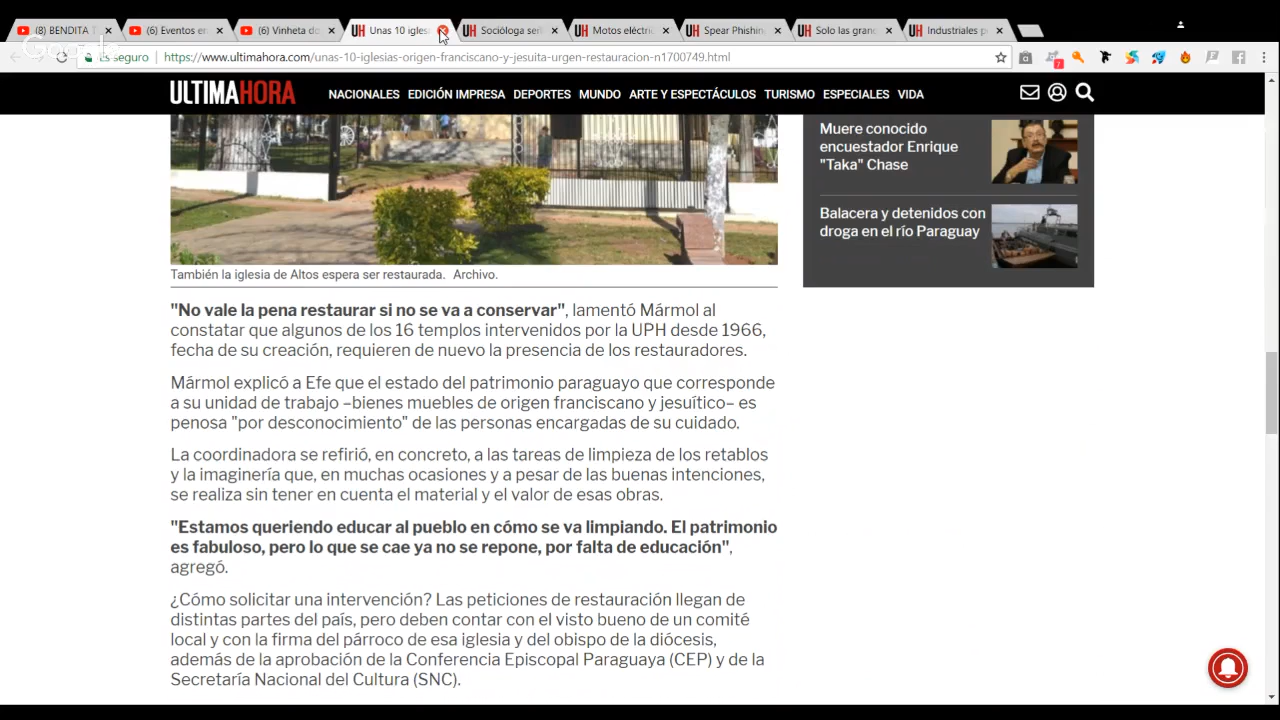 (8) BENDITA T
(6) Eventos er
(6) Vinheta do
Unas 10 iglesi
Socióloga seri
Motos eléctri
Spear Phishin
Solo las gran
Industriales p
Google
Es seguro
https://www.ultimahora.com/unas-10-iglesias-origen-franciscano-y-jesuita-urgen-restauracion-n1700749.html
ULTIMAHORA
NACIONALES EDICIÓN IMPRESA DEPORTES MUNDO ARTE Y ESPECTÁCULOS TURISMO ESPECIALES VIDA
También la iglesia de Altos espera ser restaurada. Archivo.
"No vale la pena restaurar si no se va a conservar", lamentó Mármol al
constatar que algunos de los 16 templos intervenidos por la UPH desde 1966,
fecha de su creación, requieren de nuevo la presencia de los restauradores.
Mármol explicó a Efe que el estado del patrimonio paraguayo que corresponde
a su unidad de trabajo –bienes muebles de origen franciscano y jesuítico– es
penosa "por desconocimiento" de las personas encargadas de su cuidado.
La coordinadora se refirió, en concreto, a las tareas de limpieza de los retablos
y la imaginería que, en muchas ocasiones y a pesar de las buenas intenciones,
se realiza sin tener en cuenta el material y el valor de esas obras.
"Estamos queriendo educar al pueblo en cómo se va limpiando. El patrimonio
es fabuloso, pero lo que se cae ya no se repone, por falta de educación",
agregó.
¿Cómo solicitar una intervención? Las peticiones de restauración llegan de
distintas partes del país, pero deben contar con el visto bueno de un comité
local y con la firma del párroco de esa iglesia y del obispo de la diócesis,
además de la aprobación de la Conferencia Episcopal Paraguaya (CEP) y de la
Secretaría Nacional del Cultura (SNC).
Muere conocido
encuestador Enrique
"Taka" Chase
Balacera y detenidos con
droga en el río Paraguay